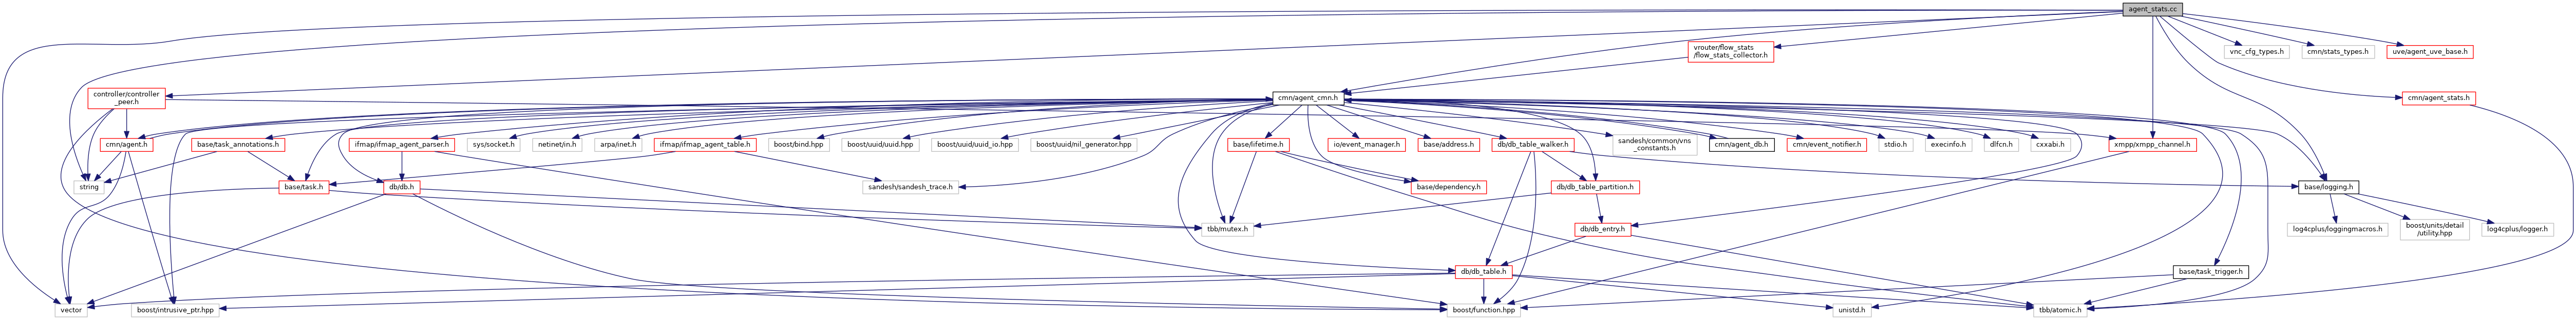 agent_stats.cc
vrouter/flow_stats
/flow_stats_collector.h
vnc_cfg_types.h
cmn/stats_types.h
uve/agent_uve_base.h
controller/controller
_peer.h
cmn/agent_cmn.h
cmn/agent_stats.h
cmn/agent.h
base/task_annotations.h
ifmap/ifmap_agent_parser.h
sys/socket.h
netinet/in.h
arpa/inet.h
ifmap/ifmap_agent_table.h
boost/bind.hpp
boost/uuid/uuid.hpp
boost/uuid/uuid_io.hpp
boost/uuid/nil_generator.hpp
base/lifetime.h
io/event_manager.h
base/address.h
db/db_table_walker.h
sandesh/common/vns
_constants.h
cmn/agent_db.h
cmn/event_notifier.h
stdio.h
execinfo.h
dlfcn.h
cxxabi.h
xmpp/xmpp_channel.h
string
base/task.h
db/db.h
sandesh/sandesh_trace.h
base/dependency.h
db/db_table_partition.h
base/logging.h
tbb/mutex.h
db/db_entry.h
log4cplus/loggingmacros.h
boost/units/detail
/utility.hpp
log4cplus/logger.h
db/db_table.h
base/task_trigger.h
vector
boost/intrusive_ptr.hpp
boost/function.hpp
unistd.h
tbb/atomic.h